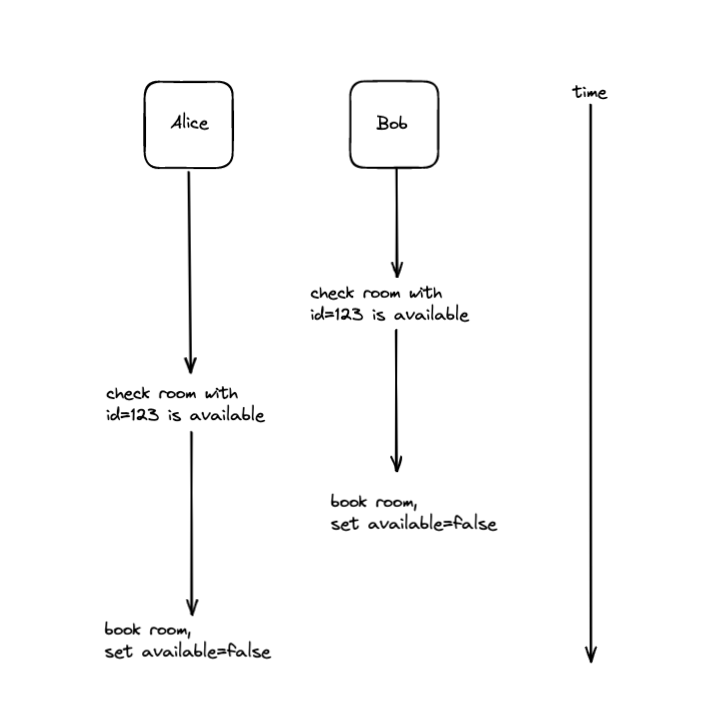 time
Alice
Bob
check room with
id=123 is available
check room with
id=123 is available
book room,
set available=false
book room,
set available=false